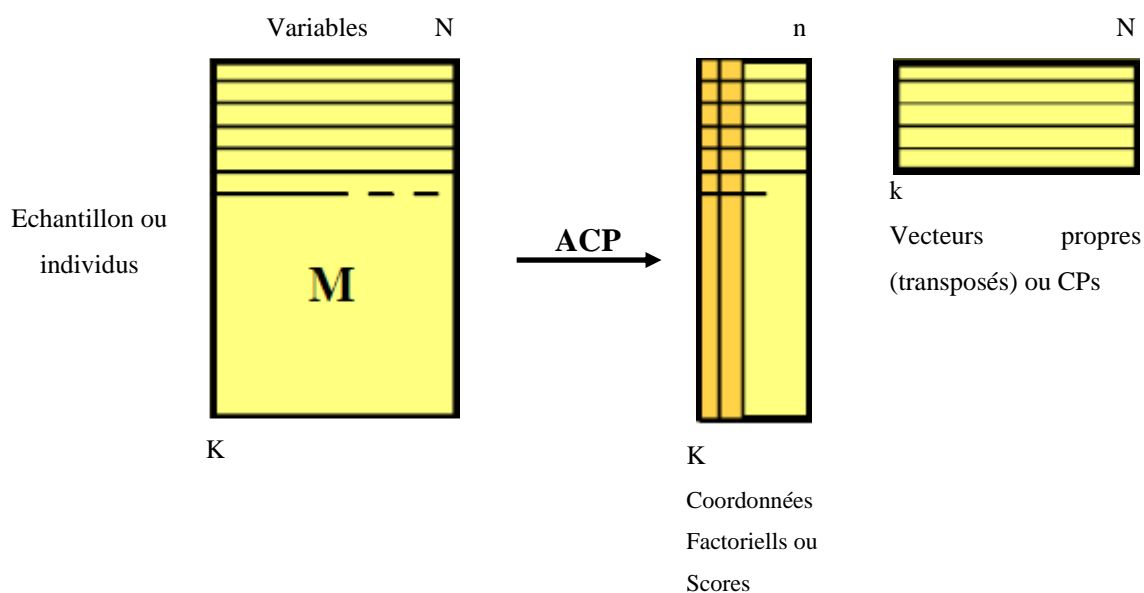 Variables N
n
N
Echantillon ou
individus
M
K
ACP
K
Coordonnées
Factoriells ou
Scores
k
Vecteurs propres
(transposés) ou CPs